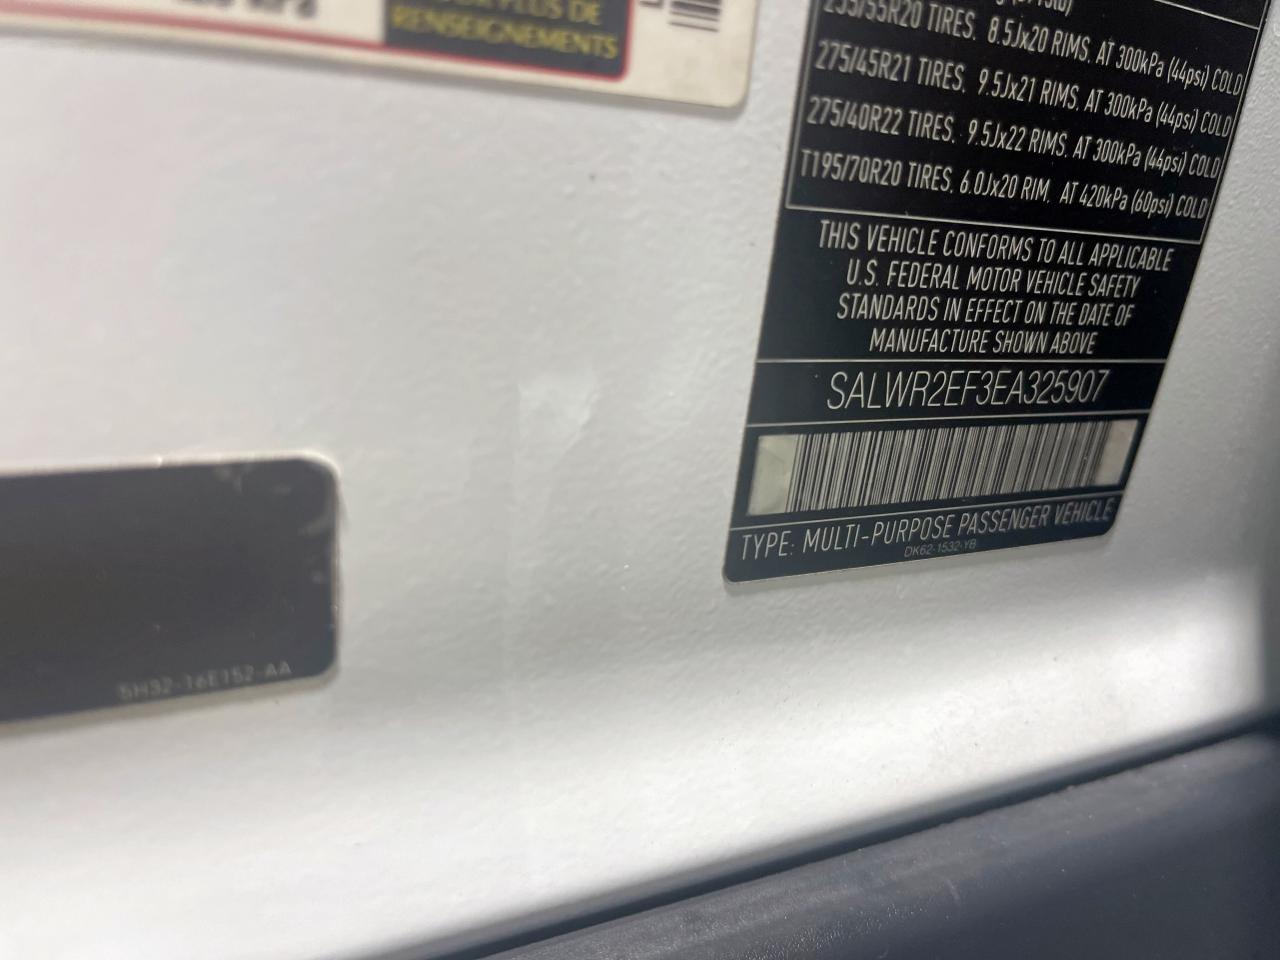 PLUS DE
RENSEIGNEMENTS
255/55R20 TIRES, 8.5Jx20 RIMS, AT 300kPa (44psi) COLD
275/45R21 TIRES, 9.5Jx21 RIMS, AT 300kPa (44psi) COLD
275/40R22 TIRES, 9.5Jx22 RIMS, AT 300kPa (44psi) COLD
T195/70R20 TIRES, 6.0Jx20 RIM, AT 420kPa (60psi) COLD
THIS VEHICLE CONFORMS TO ALL APPLICABLE
U.S. FEDERAL MOTOR VEHICLE SAFETY
STANDARDS IN EFFECT ON THE DATE OF
MANUFACTURE SHOWN ABOVE
SALWR2EF3EA325907
TYPE: MULTI-PURPOSE PASSENGER VEHICLE
DK62-1532-YB
5H32-16E152-AA